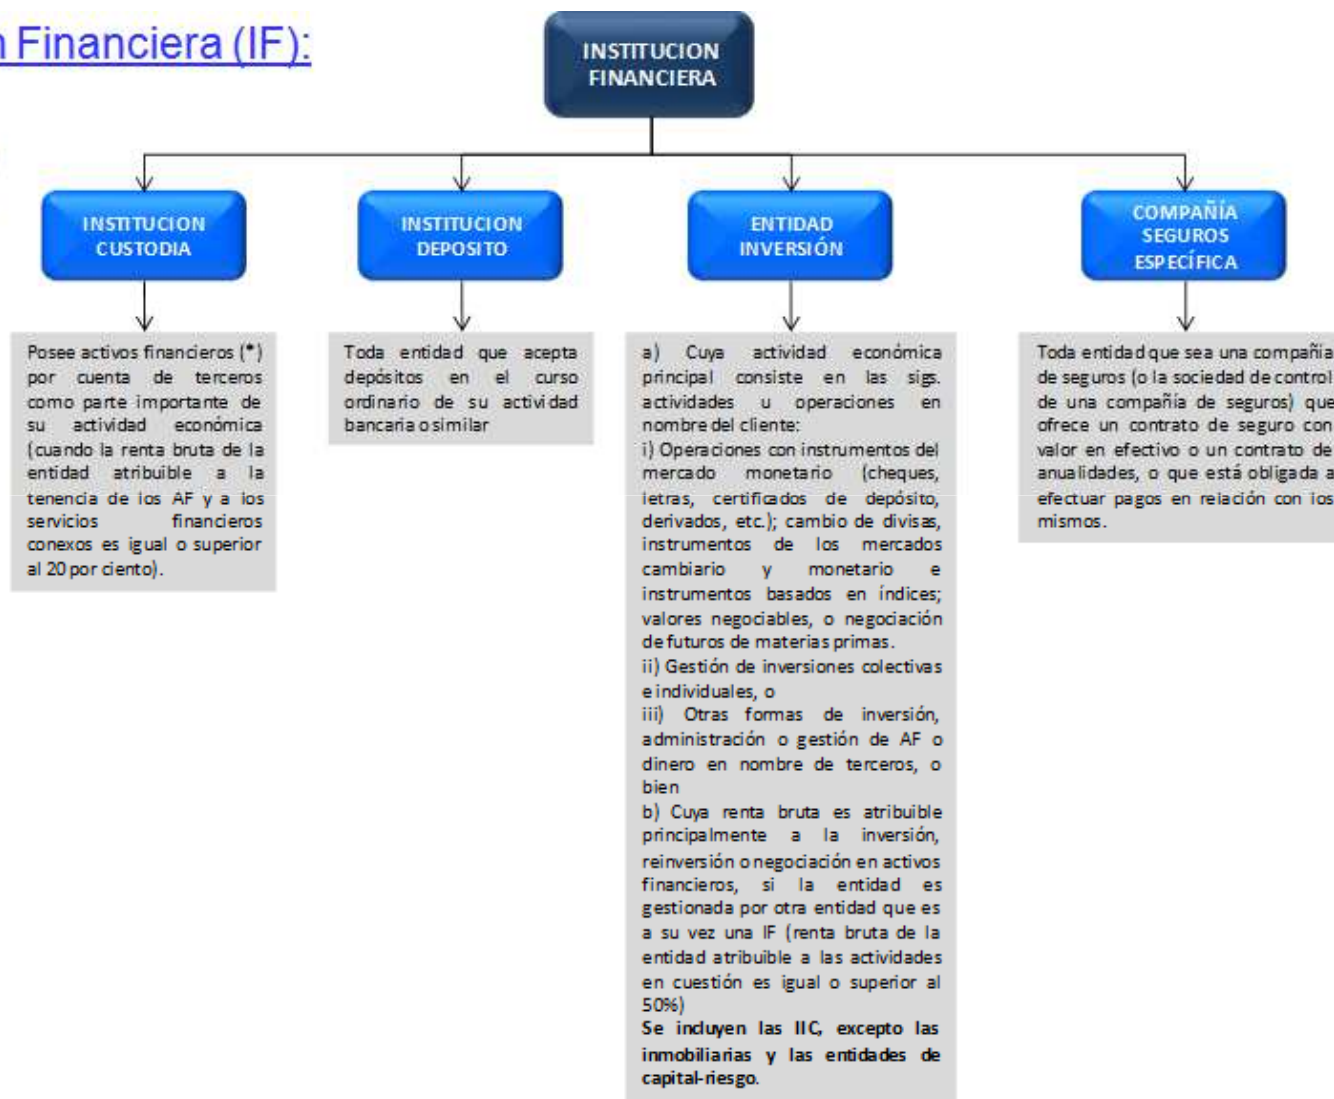 n Financiera (IF):
INSTITUCION
FINANCIERA
INSTITUCION
CUSTODIA
INSTITUCION
DEPOSITO
ENTIDAD
INVERSIÓN
COMPAÑÍA
SEGUROS
ESPECÍFICA
Posee activos financieros (*)
por cuenta de terceros
como parte importante de
su actividad económica
(cuando la renta bruta de la
entidad atribuible a la
tenencia de los AF y a los
servicios financieros
conexos es igual o superior
al 20 por ciento).
Toda entidad que acepta
depósitos en el curso
ordinario de su actividad
bancaria o similar
a) Cuya actividad económica
principal consiste en las sigs.
actividades u operaciones en
nombre del cliente:
i) Operaciones con instrumentos del
mercado monetario (cheques,
letras, certificados de depósito,
derivados, etc.); cambio de divisas,
instrumentos de los mercados
cambiario y monetario e
instrumentos basados en índices;
valores negociables, o negociación
de futuros de materias primas.
ii) Gestión de inversiones colectivas
e individuales, o
iii) Otras formas de inversión,
administración o gestión de AF o
dinero en nombre de terceros, o
bien
b) Cuya renta bruta es atribuible
principalmente a la inversión,
reinversión o negociación en activos
financieros, si la entidad es
gestionada por otra entidad que es
a su vez una IF (renta bruta de la
entidad atribuible a las actividades
en cuestión es igual o superior al
50%)
Se incluyen las IIC, excepto las
inmobiliarias y las entidades de
capital-riesgo.
Toda entidad que sea una compañía
de seguros (o la sociedad de control
de una compañía de seguros) que
ofrece un contrato de seguro con
valor en efectivo o un contrato de
anualidades, o que está obligada a
efectuar pagos en relación con los
mismos.